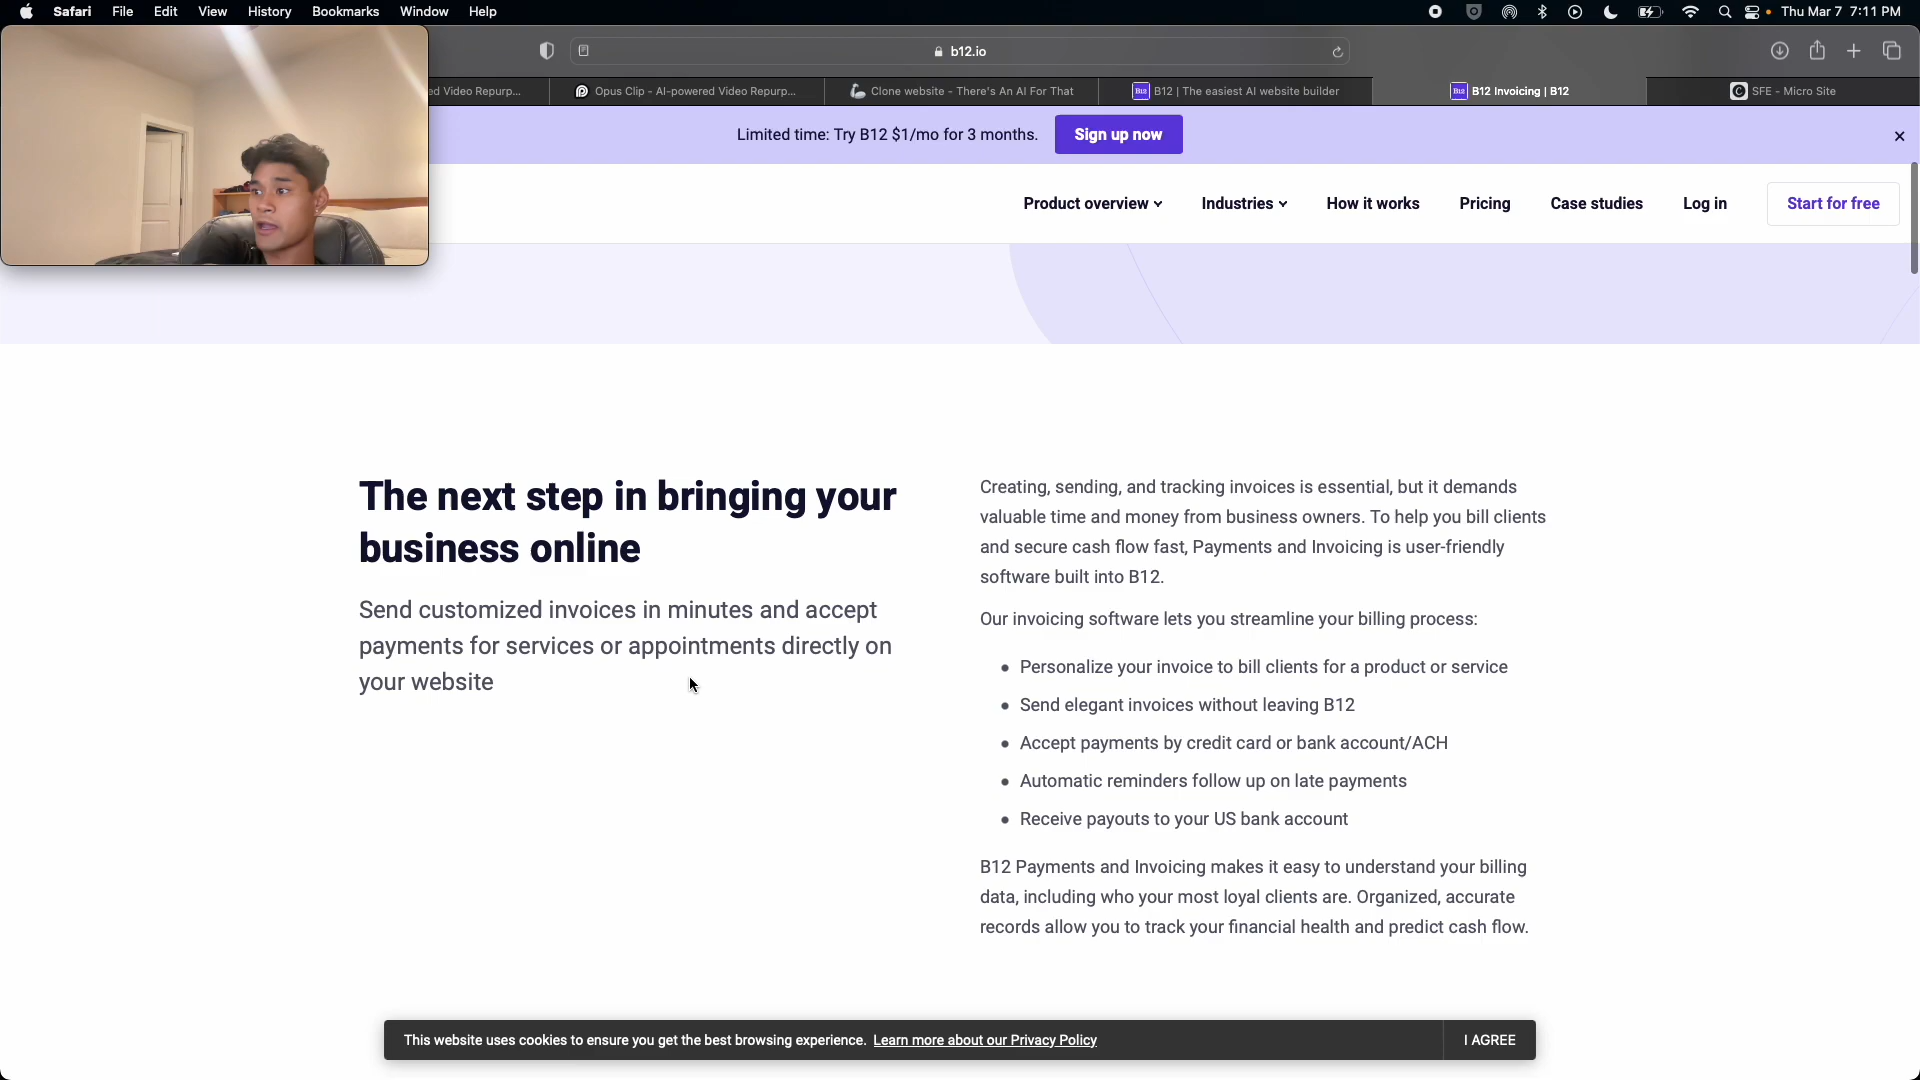 Safari File Edit View History Bookmarks Window Help
Thu Mar 7 7:11 PM
b12.io
ed Video Repurp...
Opus Clip - AI-powered Video Repurp...
Clone website - There's An AI For That
B12 B12 | The easiest AI website builder
B12 B12 Invoicing | B12
SFE - Micro Site
Limited time: Try B12 $1/mo for 3 months. Sign up now
Product overview Industries How it works Pricing Case studies Log in Start for free
The next step in bringing your
business online
Send customized invoices in minutes and accept
payments for services or appointments directly on
your website
Creating, sending, and tracking invoices is essential, but it demands
valuable time and money from business owners. To help you bill clients
and secure cash flow fast, Payments and Invoicing is user-friendly
software built into B12.
Our invoicing software lets you streamline your billing process:
• Personalize your invoice to bill clients for a product or service
• Send elegant invoices without leaving B12
• Accept payments by credit card or bank account/ACH
• Automatic reminders follow up on late payments
• Receive payouts to your US bank account
B12 Payments and Invoicing makes it easy to understand your billing
data, including who your most loyal clients are. Organized, accurate
records allow you to track your financial health and predict cash flow.
This website uses cookies to ensure you get the best browsing experience. Learn more about our Privacy Policy
I AGREE